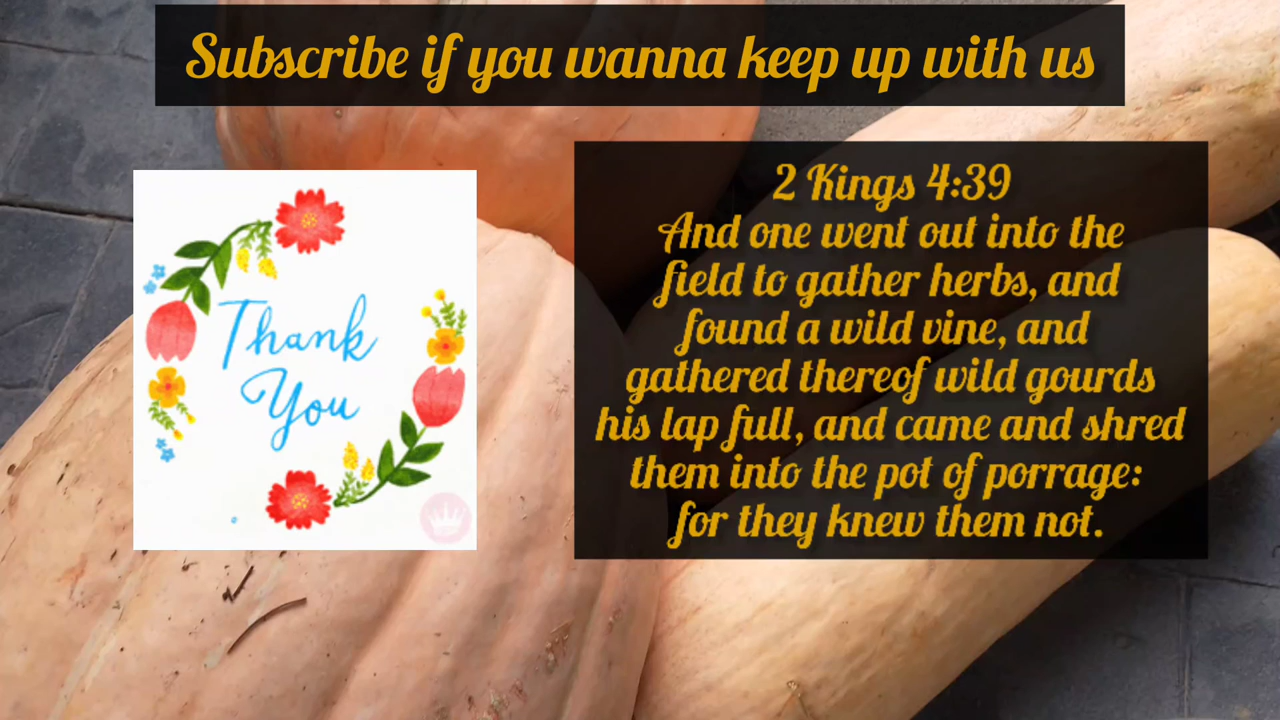 Subscribe if you wanna keep up with us
Thank
You
2 Kings 4:39
And one went out into the
field to gather herbs, and
found a wild vine, and
gathered thereof wild gourds
his lap full, and came and shred
them into the pot of porrage:
for they knew them not.